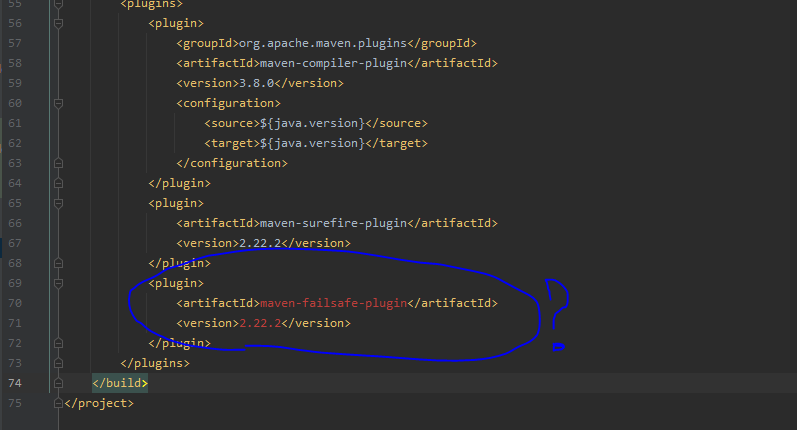 55 <plugins>
56 <plugin>
57 <groupId>org.apache.maven.plugins</groupId>
58 <artifactId>maven-compiler-plugin</artifactId>
59 <version>3.8.0</version>
60 <configuration>
61 <source>${java.version}</source>
62 <target>${java.version}</target>
63 </configuration>
64 </plugin>
65 <plugin>
66 <artifactId>maven-surefire-plugin</artifactId>
67 <version>2.22.2</version>
68 </plugin>
69 <plugin>
70 <artifactId>maven-failsafe-plugin</artifactId>
71 <version>2.22.2</version>
72 </plugin>
73 </plugins>
74 </build>
75 </project>
?